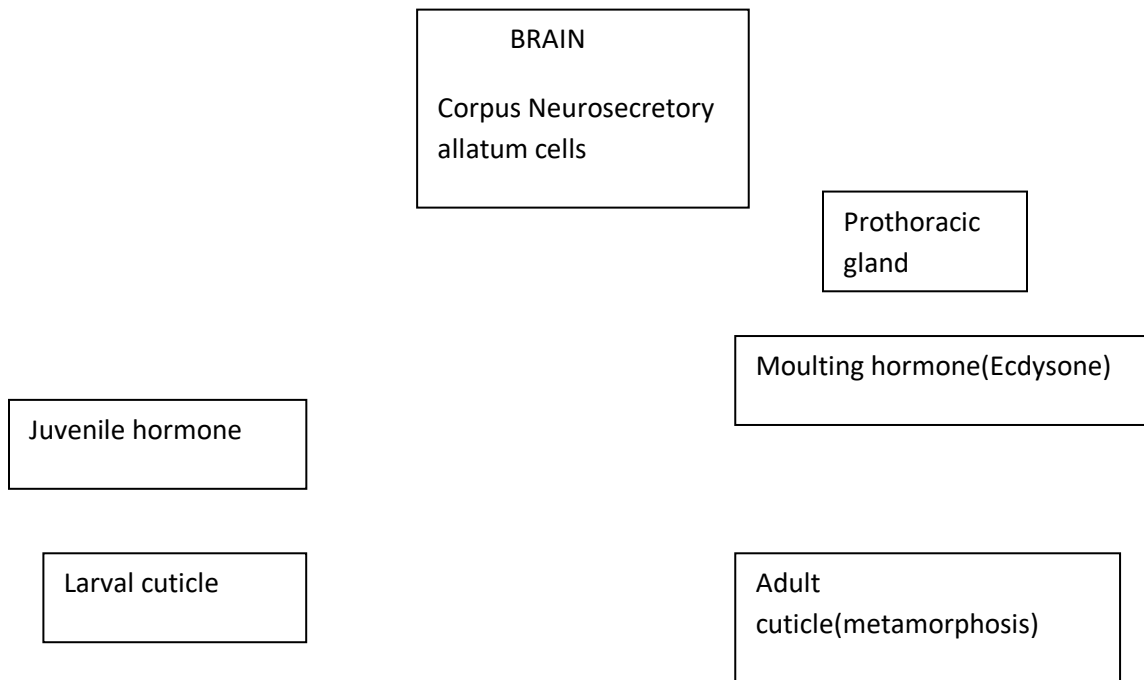 BRAIN
Corpus Neurosecretory
allatum cells
Prothoracic
gland
Moulting hormone(Ecdysone)
Juvenile hormone
Larval cuticle
Adult
cuticle(metamorphosis)